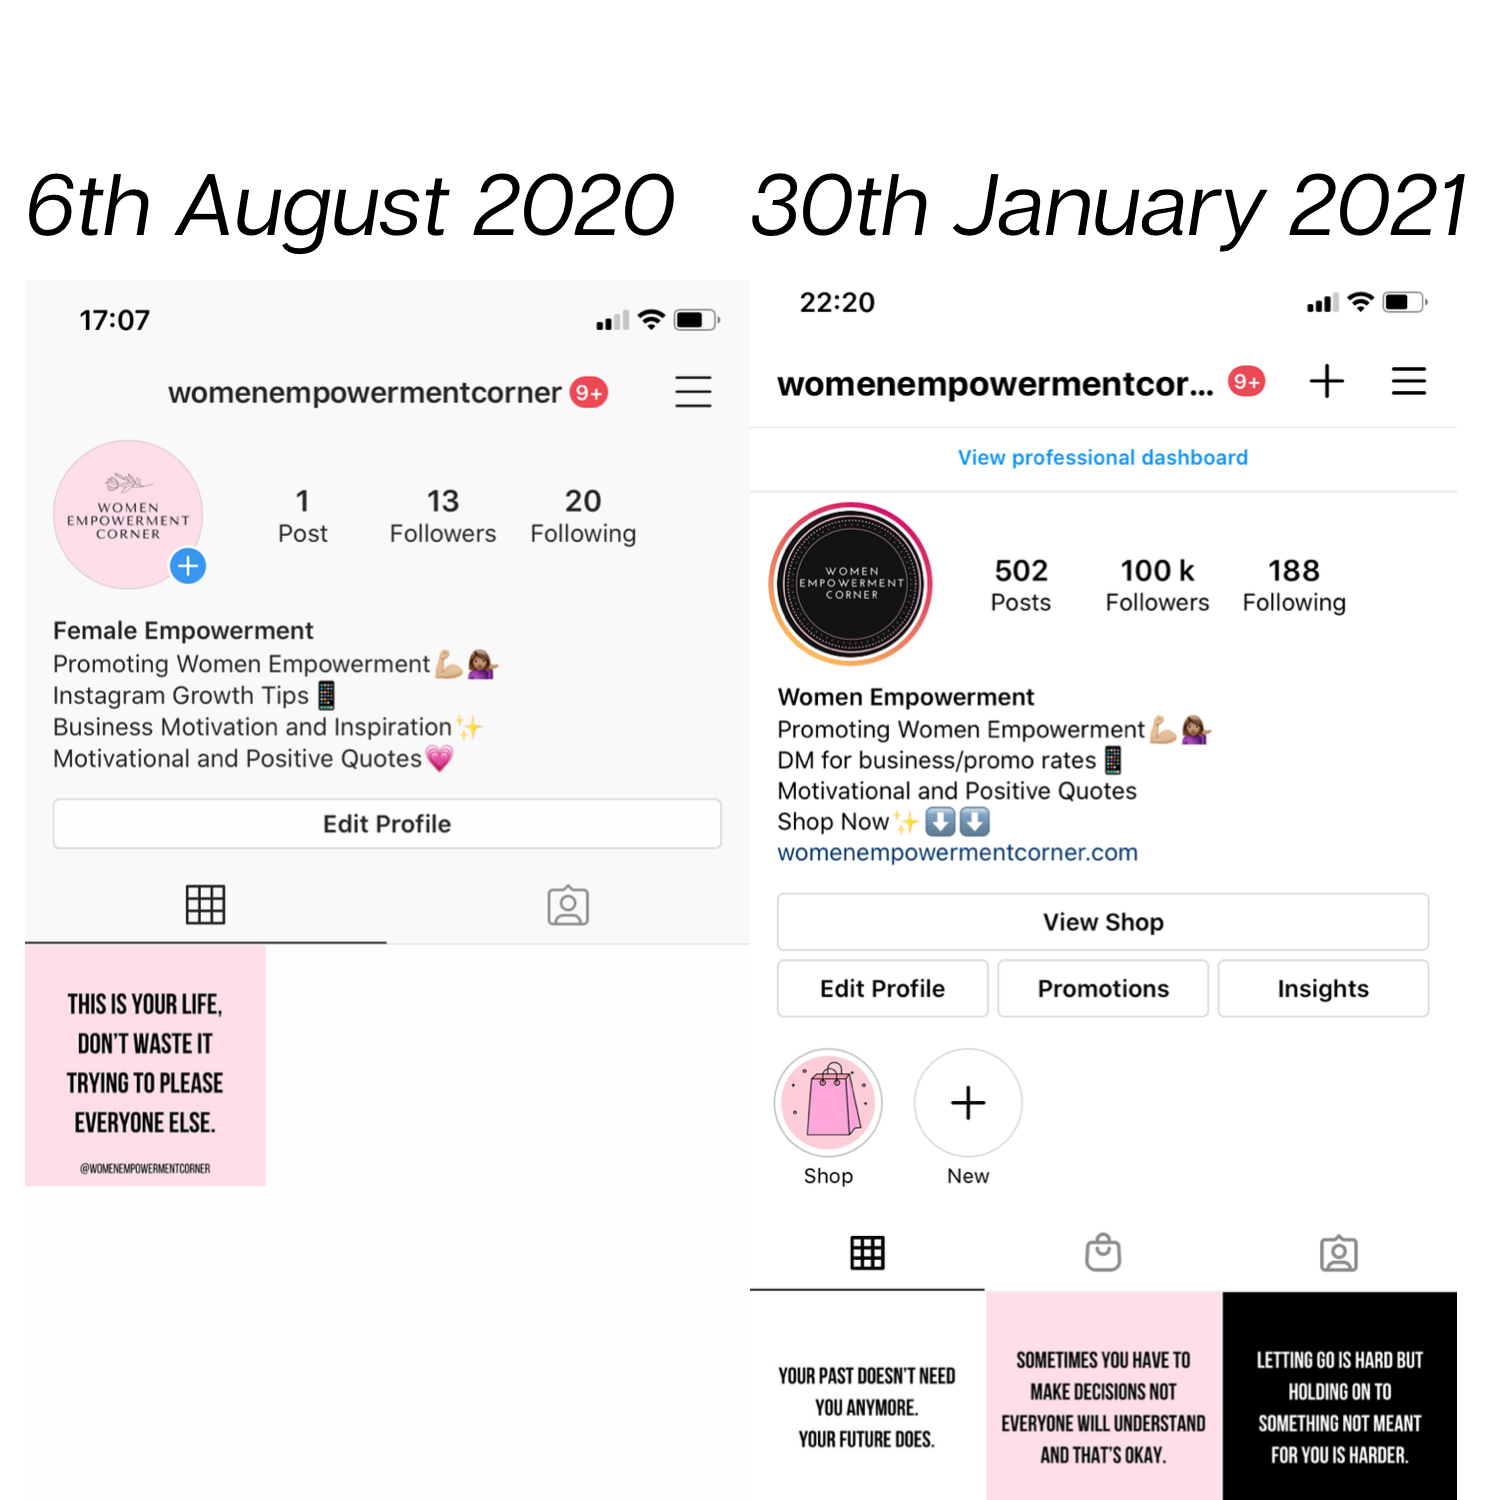 6th August 2020
30th January 2021
17:07
womenempowermentcorner 9+
WOMEN
EMPOWERMENT
CORNER
1 13 20
Post Followers Following
Female Empowerment
Promoting Women Empowerment💪🏼💁🏽‍♀️
Instagram Growth Tips📱
Business Motivation and Inspiration✨
Motivational and Positive Quotes💗
Edit Profile
THIS IS YOUR LIFE,
DON'T WASTE IT
TRYING TO PLEASE
EVERYONE ELSE.
@WOMENEMPOWERMENTCORNER
22:20
womenempowermentcor... 9+
View professional dashboard
WOMEN
EMPOWERMENT
CORNER
502 100 k 188
Posts Followers Following
Women Empowerment
Promoting Women Empowerment💪🏼💁🏽‍♀️
DM for business/promo rates📱
Motivational and Positive Quotes
Shop Now✨⬇️⬇️
womenempowermentcorner.com
View Shop
Edit Profile Promotions Insights
Shop New
YOUR PAST DOESN'T NEED
YOU ANYMORE.
YOUR FUTURE DOES.
SOMETIMES YOU HAVE TO
MAKE DECISIONS NOT
EVERYONE WILL UNDERSTAND
AND THAT'S OKAY.
LETTING GO IS HARD BUT
HOLDING ON TO
SOMETHING NOT MEANT
FOR YOU IS HARDER.